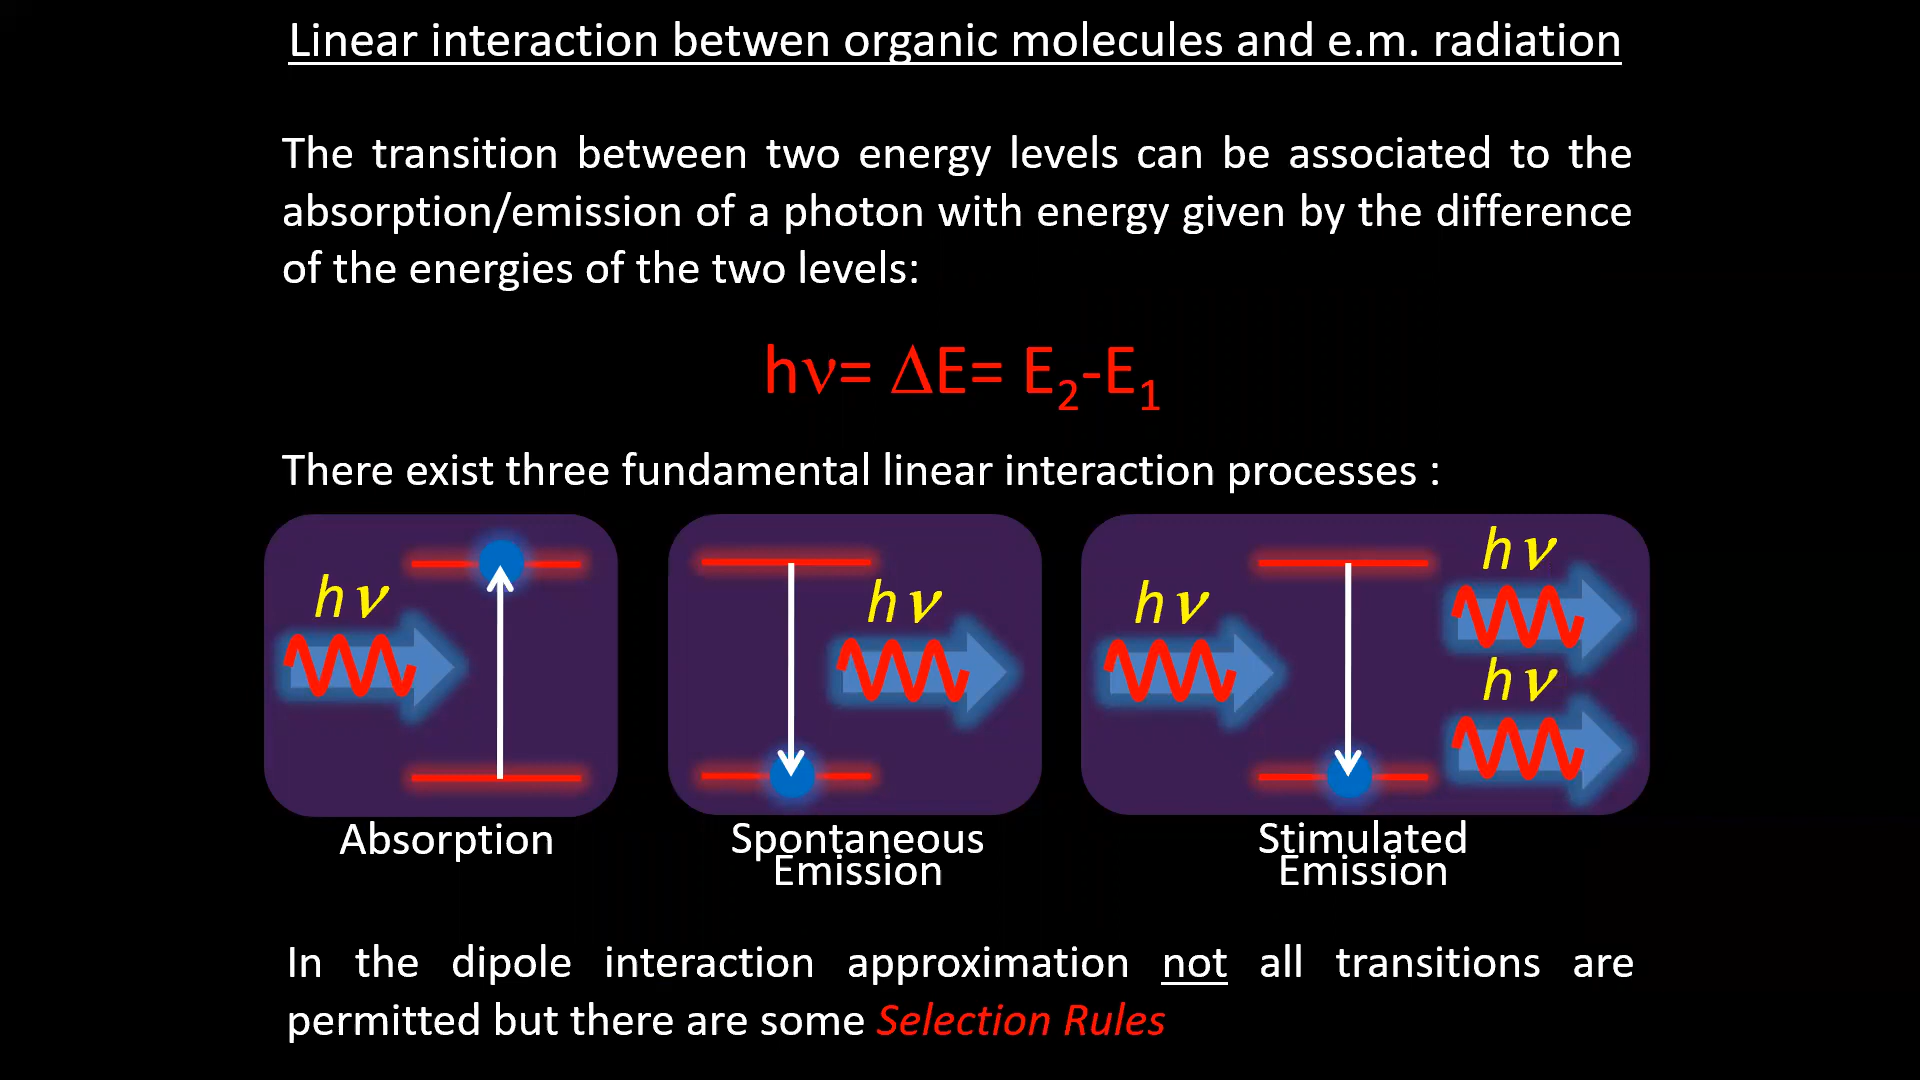 Linear interaction betwen organic molecules and e.m. radiation
The transition between two energy levels can be associated to the
absorption/emission of a photon with energy given by the difference
of the energies of the two levels:
hν= ΔE= E₂-E₁
There exist three fundamental linear interaction processes :
hν
hν
hν
hν
hν
Absorption
Spontaneous
Emission
Stimulated
Emission
In the dipole interaction approximation not all transitions are
permitted but there are some Selection Rules